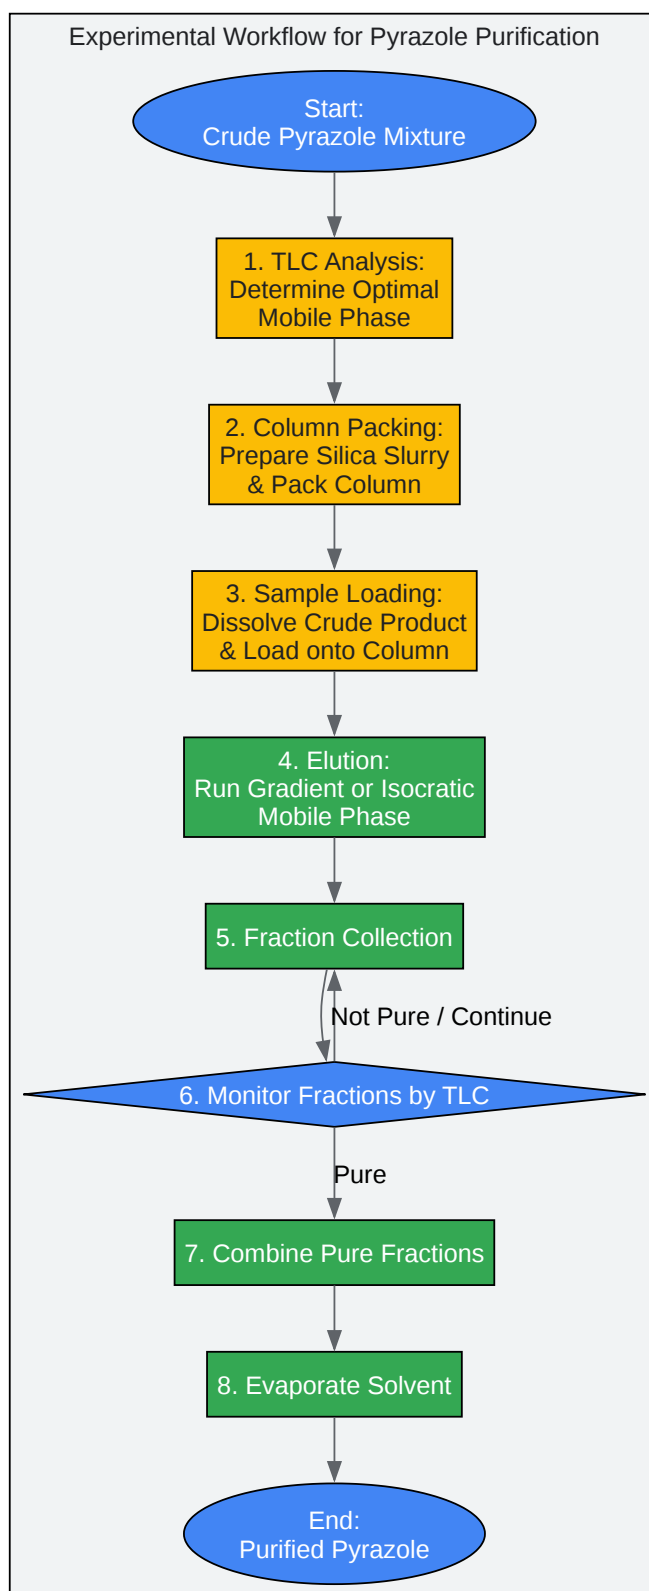 Experimental Workflow for Pyrazole Purification
Start:
Crude Pyrazole Mixture
1. TLC Analysis:
Determine Optimal
Mobile Phase
2. Column Packing:
Prepare Silica Slurry
& Pack Column
3. Sample Loading:
Dissolve Crude Product
& Load onto Column
4. Elution:
Run Gradient or Isocratic
Mobile Phase
5. Fraction Collection
Not Pure / Continue
6. Monitor Fractions by TLC
Pure
7. Combine Pure Fractions
8. Evaporate Solvent
End:
Purified Pyrazole